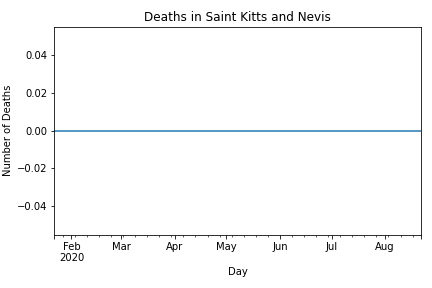 Deaths in Saint Kitts and Nevis
Number of Deaths
0.04
0.02
0.00
−0.02
−0.04
Feb Mar Apr May Jun Jul Aug
2020
Day